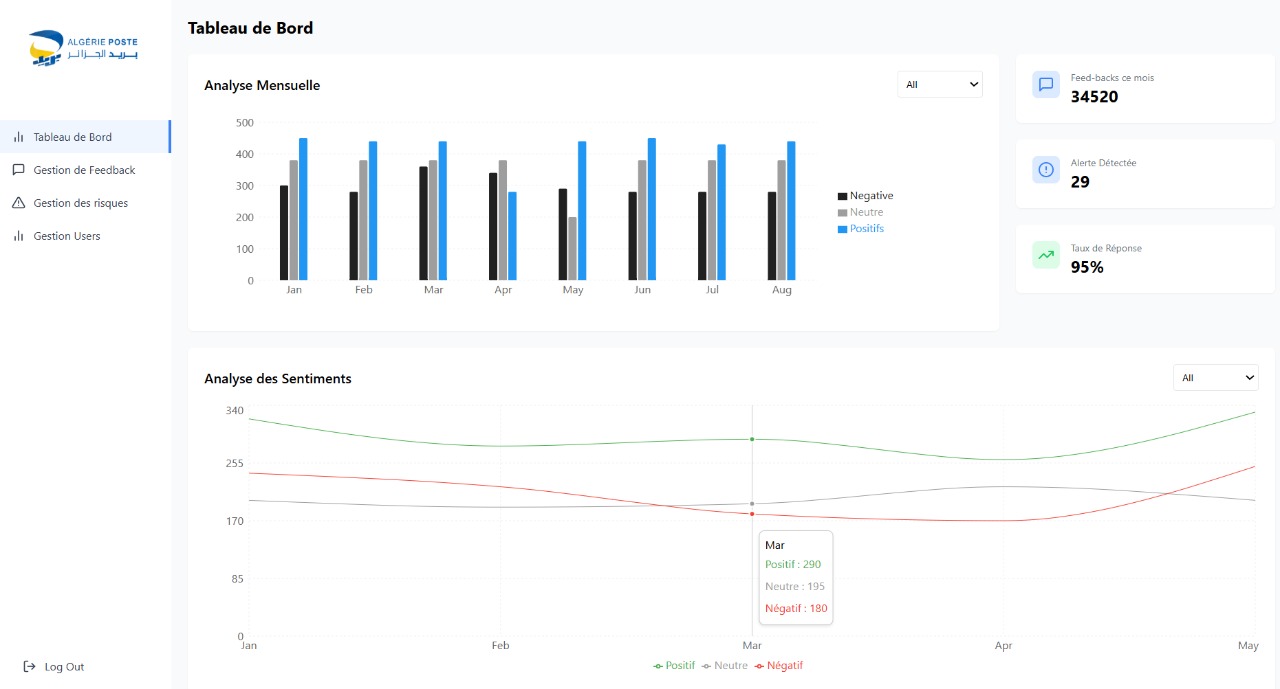 ALGÉRIE POSTE
بريد الجزائر
Tableau de Bord
Gestion de Feedback
Gestion des risques
Gestion Users
Log Out
Tableau de Bord
Analyse Mensuelle
All
500
400
300
200
100
0
Jan Feb Mar Apr May Jun Jul Aug
Negative
Neutre
Positifs
Feed-backs ce mois
34520
Alerte Détectée
29
Taux de Réponse
95%
Analyse des Sentiments
All
340
255
170
85
0
Mar
Positif : 290
Neutre : 195
Négatif : 180
Jan Feb Mar Apr May
Positif Neutre Négatif